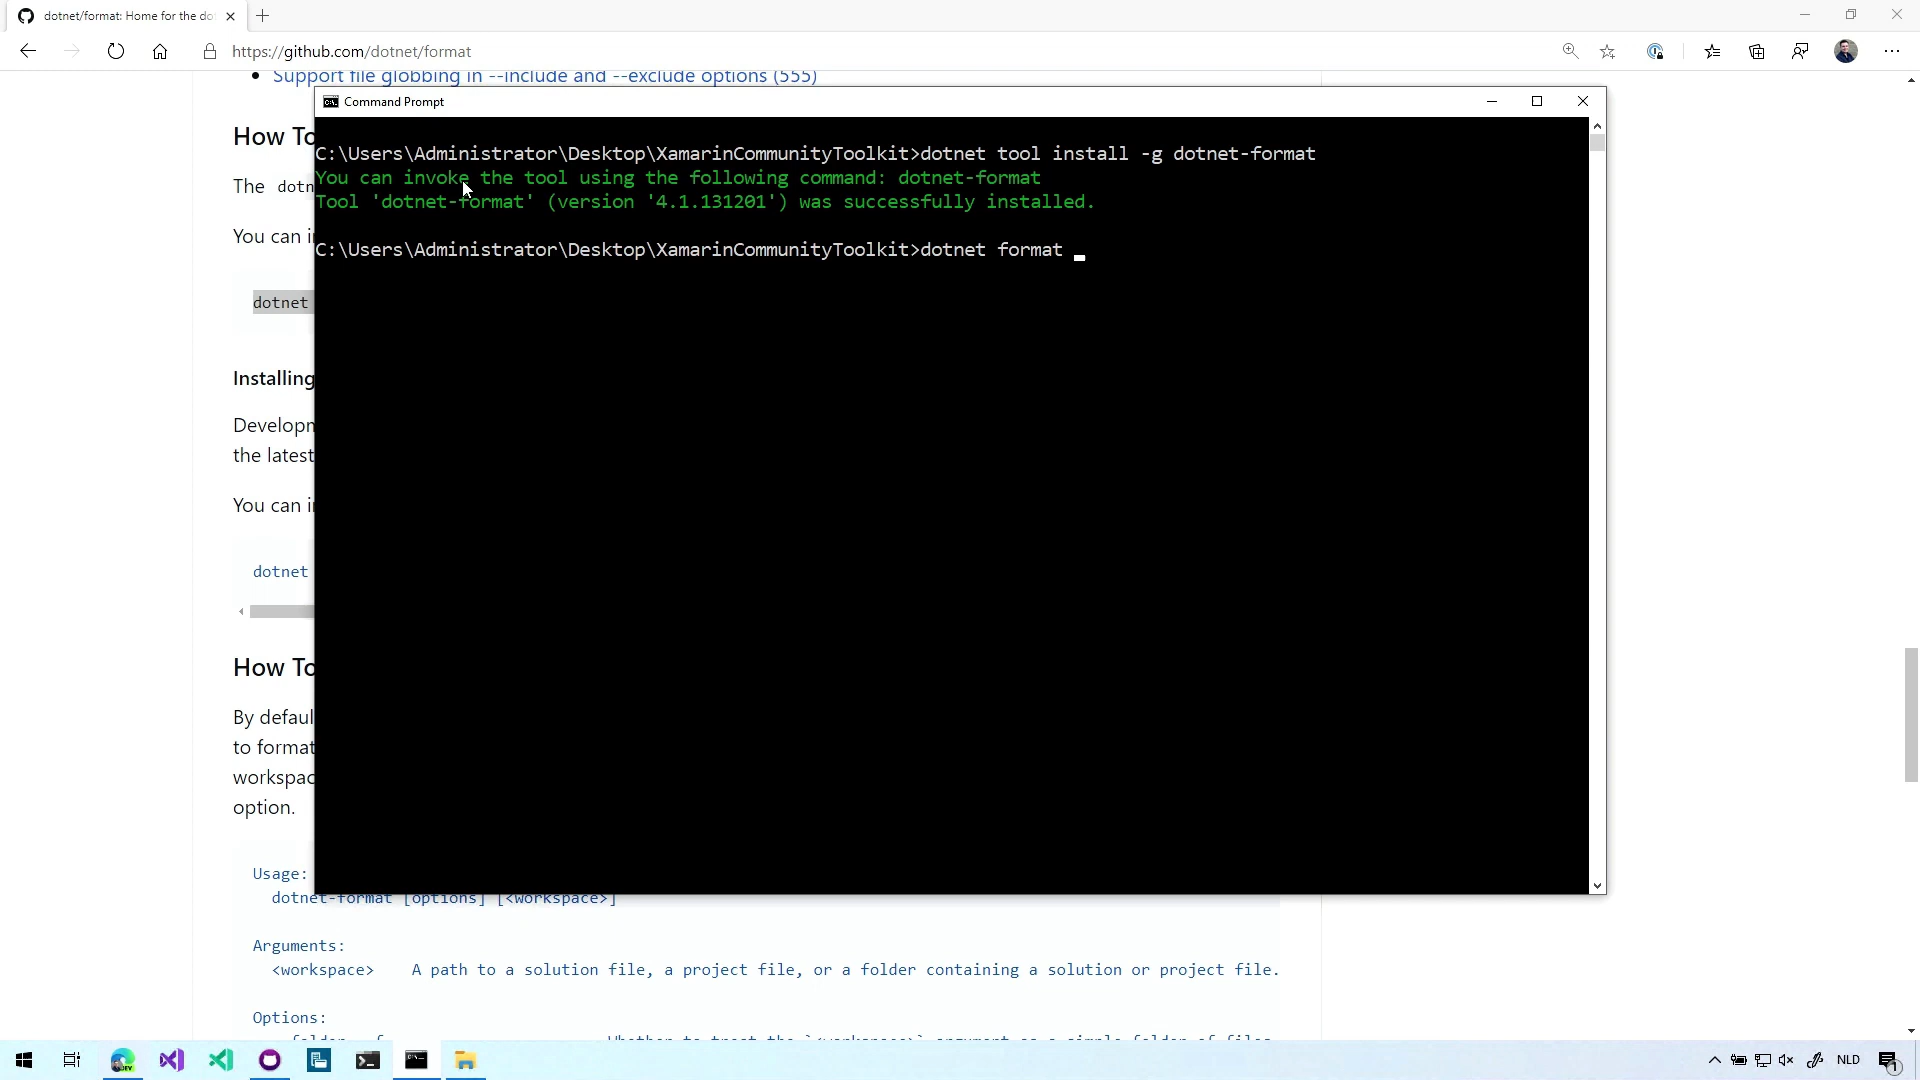 dotnet/format: Home for the do
https://github.com/dotnet/format
Support file globbing in --include and --exclude options (555)
Command Prompt
How To
The dotn
You can i
dotnet
Installing
Developm
the latest
You can i
dotnet
How To
By defaul
to format
workspac
option.
C:\Users\Administrator\Desktop\XamarinCommunityToolkit>dotnet tool install -g dotnet-format
You can invoke the tool using the following command: dotnet-format
Tool 'dotnet-format' (version '4.1.131201') was successfully installed.
C:\Users\Administrator\Desktop\XamarinCommunityToolkit>dotnet format
Usage:
dotnet-format [options] [<workspace>]
Arguments:
<workspace> A path to a solution file, a project file, or a folder containing a solution or project file.
Options:
NLD